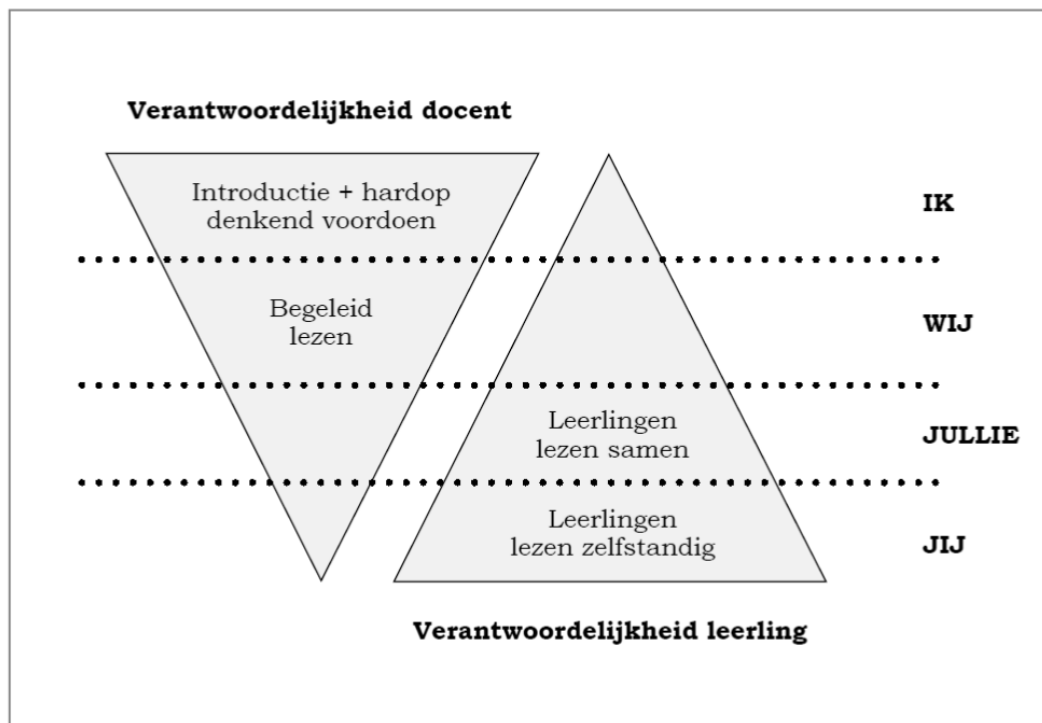 Verantwoordelijkheid docent
Introductie + hardop
denkend voordoen
IK
Begeleid
lezen
WIJ
Leerlingen
lezen samen
JULLIE
Leerlingen
lezen zelfstandig
JIJ
Verantwoordelijkheid leerling